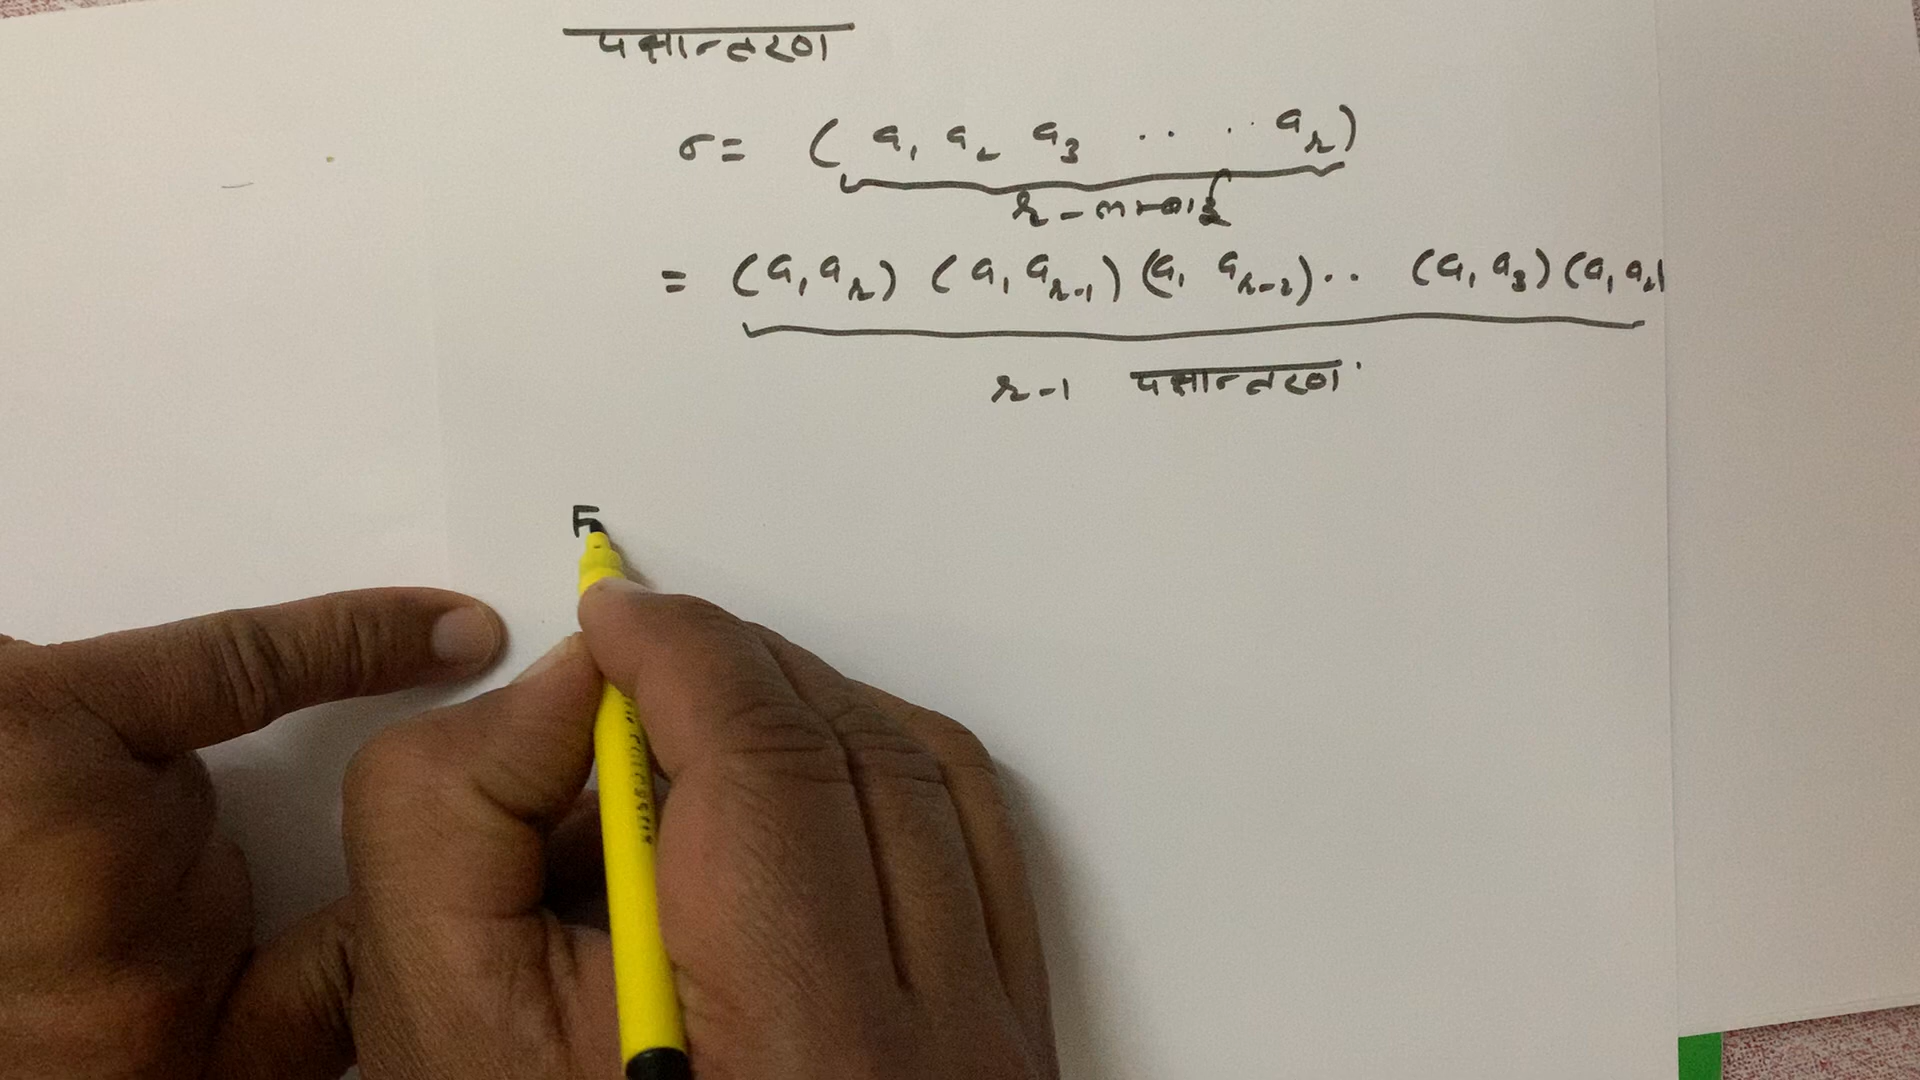 पक्षान्तरण
σ = ( a₁ a₂ a₃ .. .. aᵣ )
= (a₁ aᵣ) (a₁ aᵣ₋₁) (a₁ aᵣ₋₂) .. (a₁ a₃) (a₁ a₂)
r-1 पक्षान्तरण
F